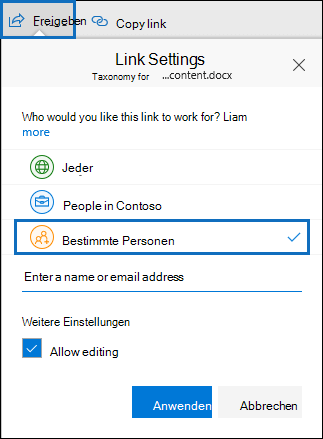 Freigeben Copy link
Link Settings
Taxonomy for ...content.docx
Who would you like this link to work for? Liam
more
Jeder
People in Contoso
Bestimmte Personen
Enter a name or email address
Weitere Einstellungen
Allow editing
Anwenden Abbrechen